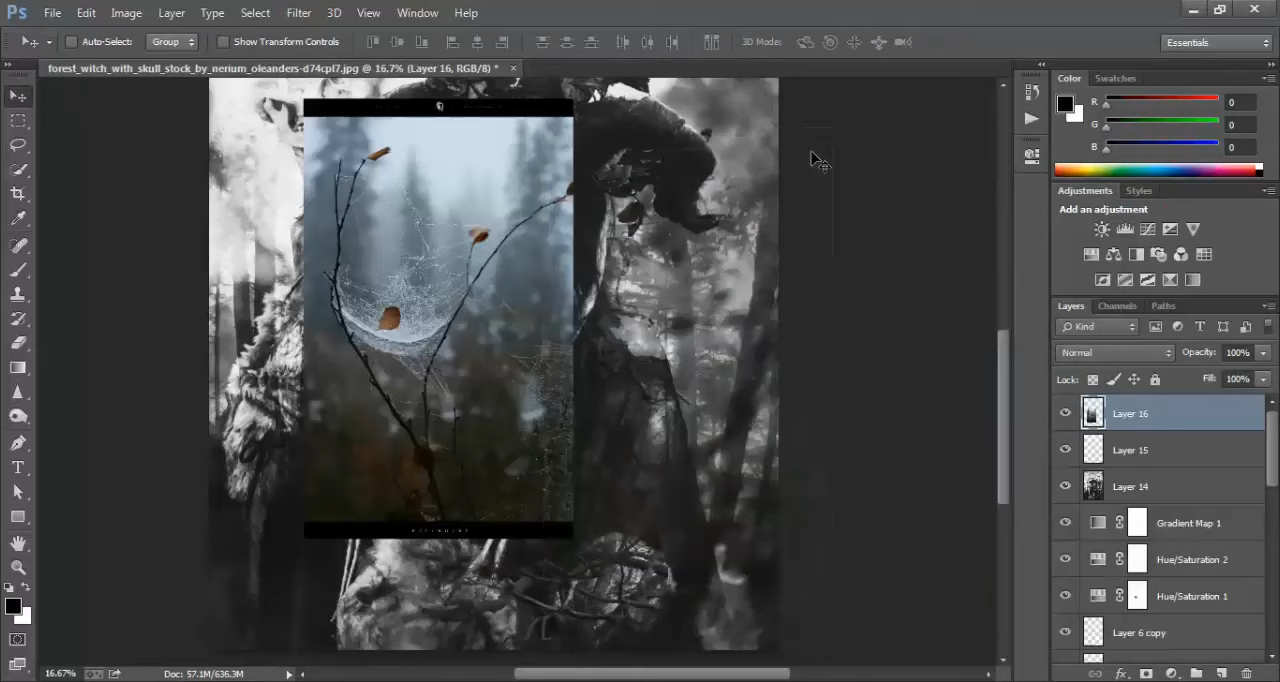 Ps File Edit Image Layer Type Select Filter 3D View Window Help
Auto-Select: Group Show Transform Controls 3D Mode: Essentials
forest_witch_with_skull_stock_by_nerium_oleanders-d74cpl7.jpg @ 16.7% (Layer 16, RGB/8) *
Color Swatches
R 0
G 0
B 0
Adjustments Styles
Add an adjustment
Layers Channels Paths
Kind
Normal Opacity: 100%
Lock: Fill: 100%
Layer 16
Layer 15
Layer 14
Gradient Map 1
Hue/Saturation 2
Hue/Saturation 1
Layer 6 copy
16.67% Doc: 57.1M/636.3M